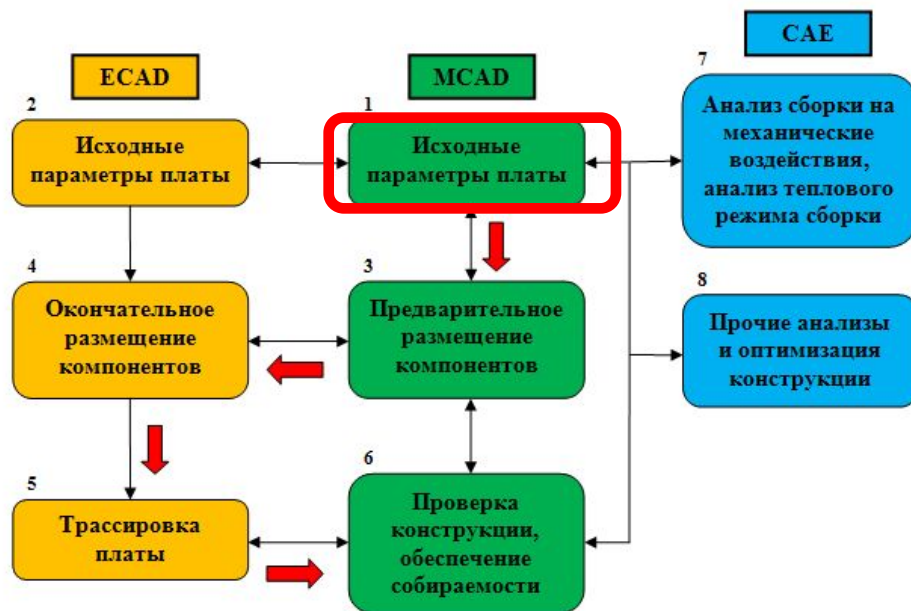 ECAD
MCAD
CAE
2
Исходные
параметры платы
1
Исходные
параметры платы
7
Анализ сборки на
механические
воздействия,
анализ теплового
режима сборки
4
Окончательное
размещение
компонентов
3
Предварительное
размещение
компонентов
8
Прочие анализы
и оптимизация
конструкции
5
Трассировка
платы
6
Проверка
конструкции,
обеспечение
собираемости